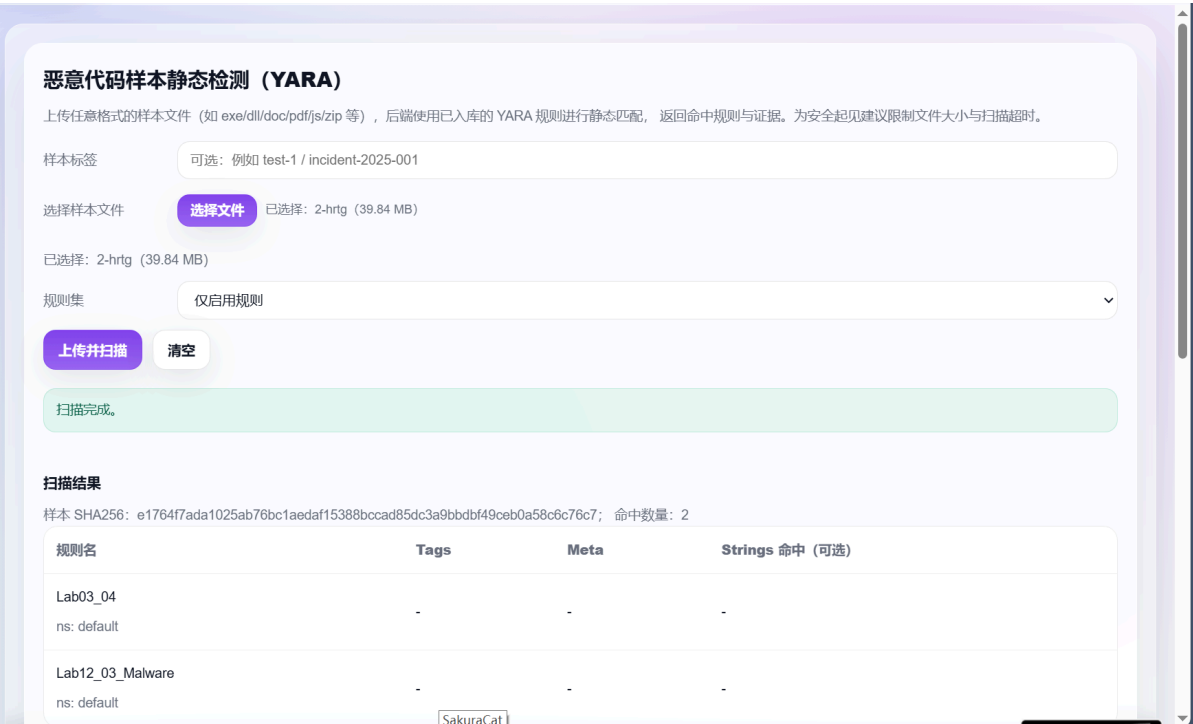 恶意代码样本静态检测（YARA）
上传任意格式的样本文件（如 exe/dll/doc/pdf/js/zip 等），后端使用已入库的 YARA 规则进行静态匹配， 返回命中规则与证据。为安全起见建议限制文件大小与扫描超时。
样本标签 可选：例如 test-1 / incident-2025-001
选择样本文件 选择文件 已选择：2-hrtg（39.84 MB）
已选择：2-hrtg（39.84 MB）
规则集 仅启用规则
上传并扫描 清空
扫描完成。
扫描结果
样本 SHA256：e1764f7ada1025ab76bc1aedaf15388bccad85dc3a9bbdbf49ceb0a58c6c76c7； 命中数量：2
规则名 Tags Meta Strings 命中（可选）
Lab03_04
ns: default - - -
Lab12_03_Malware
ns: default - - -
SakuraCat